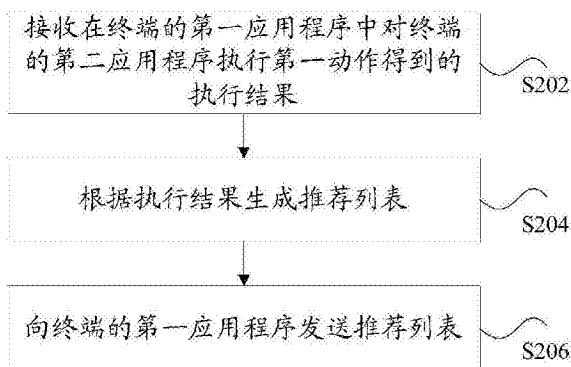 接收在终端的第一应用程序中对终端
的第二应用程序执行第一动作得到的
执行结果
S202
根据执行结果生成推荐列表
S204
向终端的第一应用程序发送推荐列表
S206